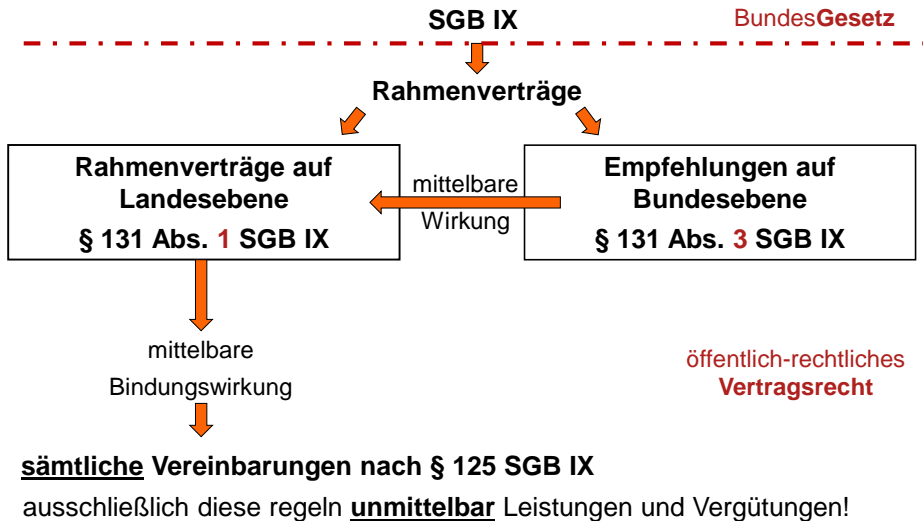 SGB IX
BundesGesetz
Rahmenverträge
Rahmenverträge auf
Landesebene
§ 131 Abs. 1 SGB IX
mittelbare
Wirkung
Empfehlungen auf
Bundesebene
§ 131 Abs. 3 SGB IX
mittelbare
Bindungswirkung
öffentlich-rechtliches
Vertragsrecht
sämtliche Vereinbarungen nach § 125 SGB IX
ausschließlich diese regeln unmittelbar Leistungen und Vergütungen!